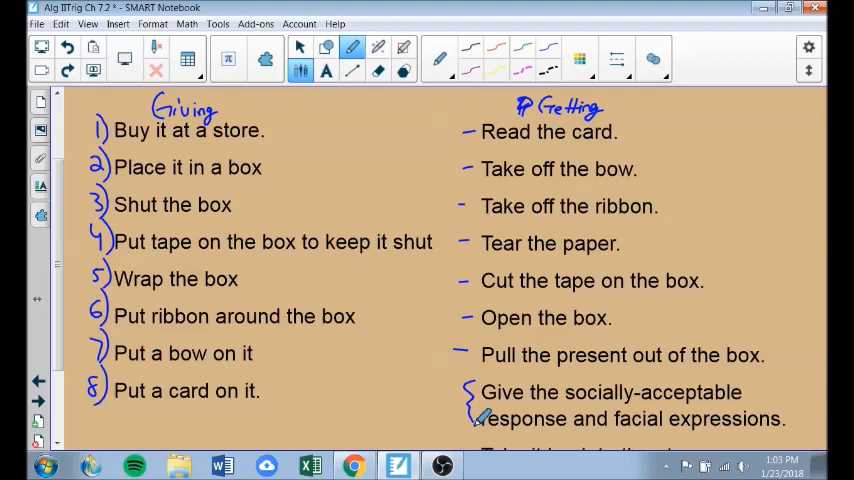 Alg IITrig Ch 7.2 * - SMART Notebook
File Edit View Insert Format Tools Add-ons Account Help
Giving
Getting
1) Buy it at a store.
2) Place it in a box
3) Shut the box
4) Put tape on the box to keep it shut
5) Wrap the box
6) Put ribbon around the box
7) Put a bow on it
8) Put a card on it.
- Read the card.
- Take off the bow.
- Take off the ribbon.
- Tear the paper.
- Cut the tape on the box.
- Open the box.
- Pull the present out of the box.
Give the socially-acceptable
response and facial expressions.
1:03 PM
1/23/2018